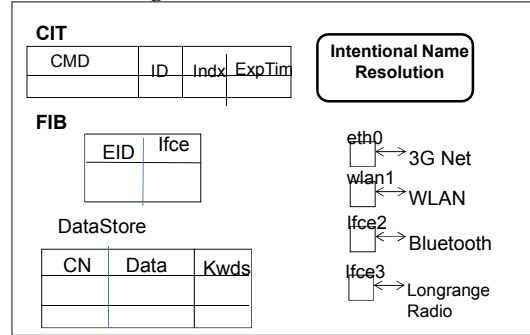 CIT
CMD ID Indx ExpTim
Intentional Name
Resolution
FIB
EID Ifce
eth0
3G Net
wlan1
WLAN
Ifce2
Bluetooth
Ifce3
Longrange
Radio
DataStore
CN Data Kwds